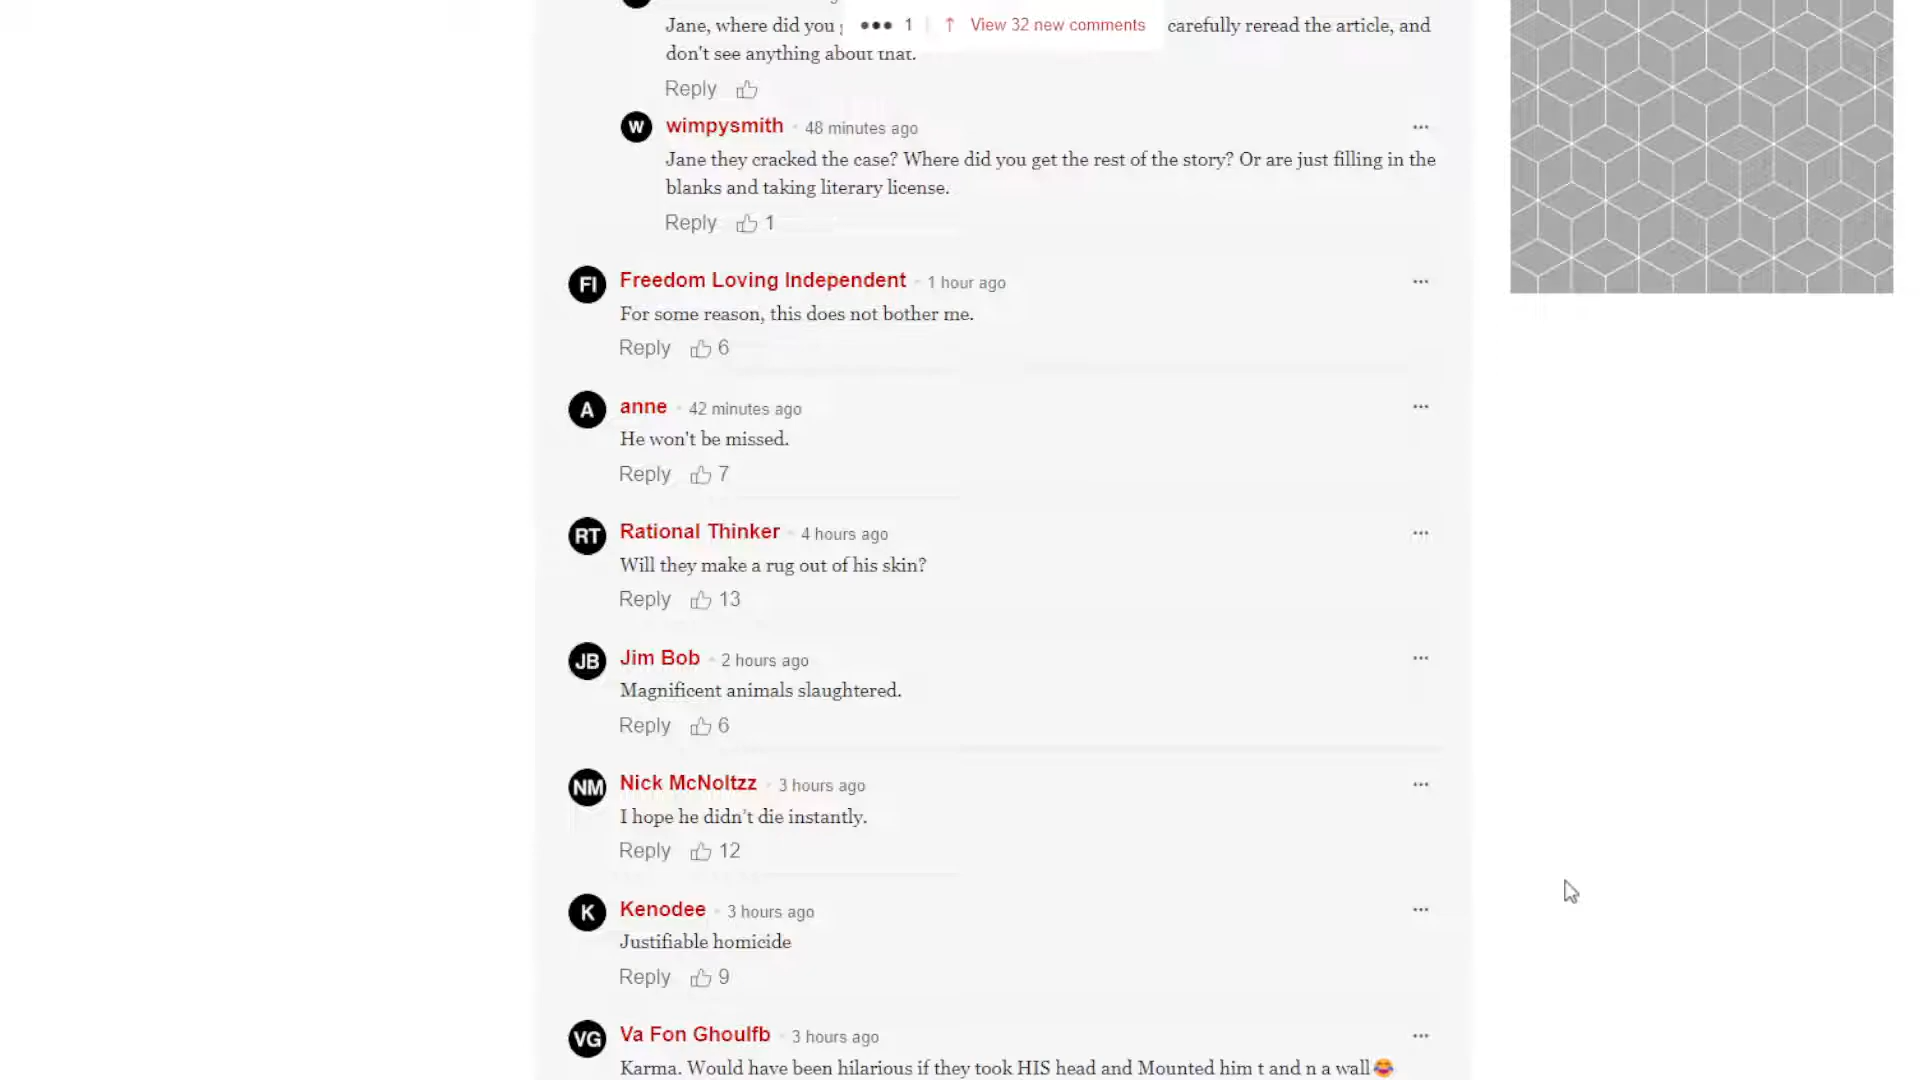 Jane, where did you
••• 1 | ↑ View 32 new comments
carefully reread the article, and
don't see anything about that.
Reply
W wimpysmith · 48 minutes ago ...
Jane they cracked the case? Where did you get the rest of the story? Or are just filling in the
blanks and taking literary license.
Reply 1
FI Freedom Loving Independent · 1 hour ago ...
For some reason, this does not bother me.
Reply 6
A anne · 42 minutes ago ...
He won't be missed.
Reply 7
RT Rational Thinker · 4 hours ago ...
Will they make a rug out of his skin?
Reply 13
JB Jim Bob · 2 hours ago ...
Magnificent animals slaughtered.
Reply 6
NM Nick McNoltzz · 3 hours ago ...
I hope he didn't die instantly.
Reply 12
K Kenodee · 3 hours ago ...
Justifiable homicide
Reply 9
VG Va Fon Ghoulfb · 3 hours ago ...
Karma. Would have been hilarious if they took HIS head and Mounted him t and n a wall😂